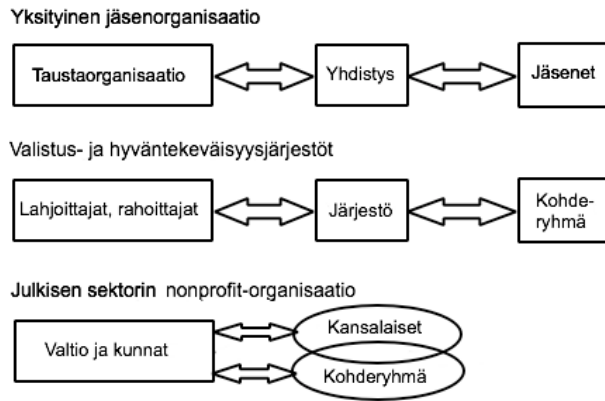 Yksityinen jäsenorganisaatio
Taustaorganisaatio
Yhdistys
Jäsenet
Valistus- ja hyväntekeväisyysjärjestöt
Lahjoittajat, rahoittajat
Järjestö
Kohde-
ryhmä
Julkisen sektorin nonprofit-organisaatio
Valtio ja kunnat
Kansalaiset
Kohderyhmä